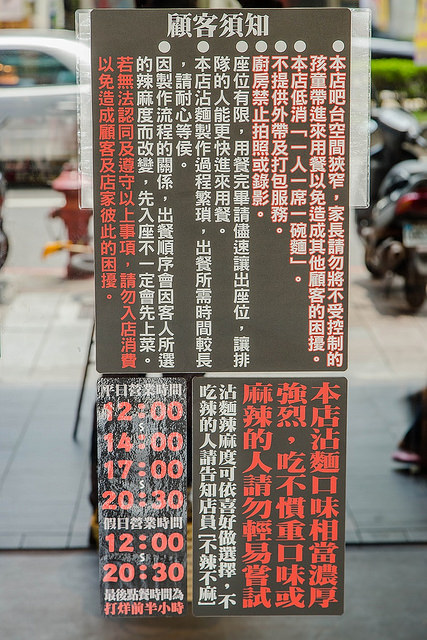 顧客須知
本店吧台空間狹窄，家長請勿將不受控制的
孩童帶進來用餐以免造成其他顧客的困擾。
本店低消「一人一席一碗麵」。
不提供外帶及打包服務。
廚房禁止拍照或錄影。
座位有限，用餐完畢請儘速讓出座位，讓排
隊的人能更快進來用餐。
本店沾麵製作過程繁瑣，出餐所需時間較長
，請耐心等侯。
因製作流程的關係，出餐順序會因客人所選
的辣麻度而改變，先入座不一定會先上菜。
若無法認同及遵守以上事項，請勿入店消費
以免造成顧客及店家彼此的困擾。
本店沾麵口味相當濃厚
強烈，吃不慣重口味或
麻辣的人請勿輕易嘗試
沾麵辣麻度可依喜好做選擇，不
吃辣的人請告知店員［不辣不麻］
平日營業時間
12:00
S
14:00
17:00
S
20:30
假日營業時間
12:00
S
20:30
最後點餐時間為
打烊前半小時